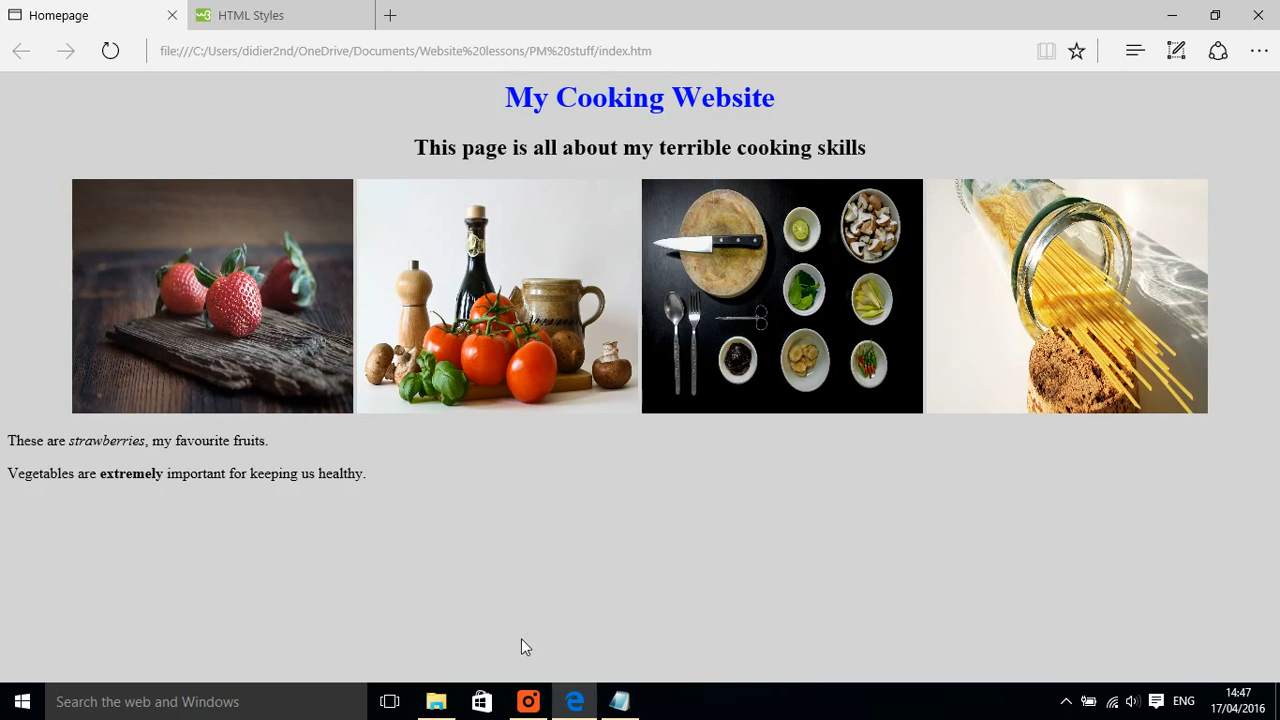 Homepage
HTML Styles
file:///C:/Users/didier2nd/OneDrive/Documents/Website%20lessons/PM%20stuff/index.htm
My Cooking Website
This page is all about my terrible cooking skills
These are strawberries, my favourite fruits.
Vegetables are extremely important for keeping us healthy.
Search the web and Windows
ENG
14:47
17/04/2016